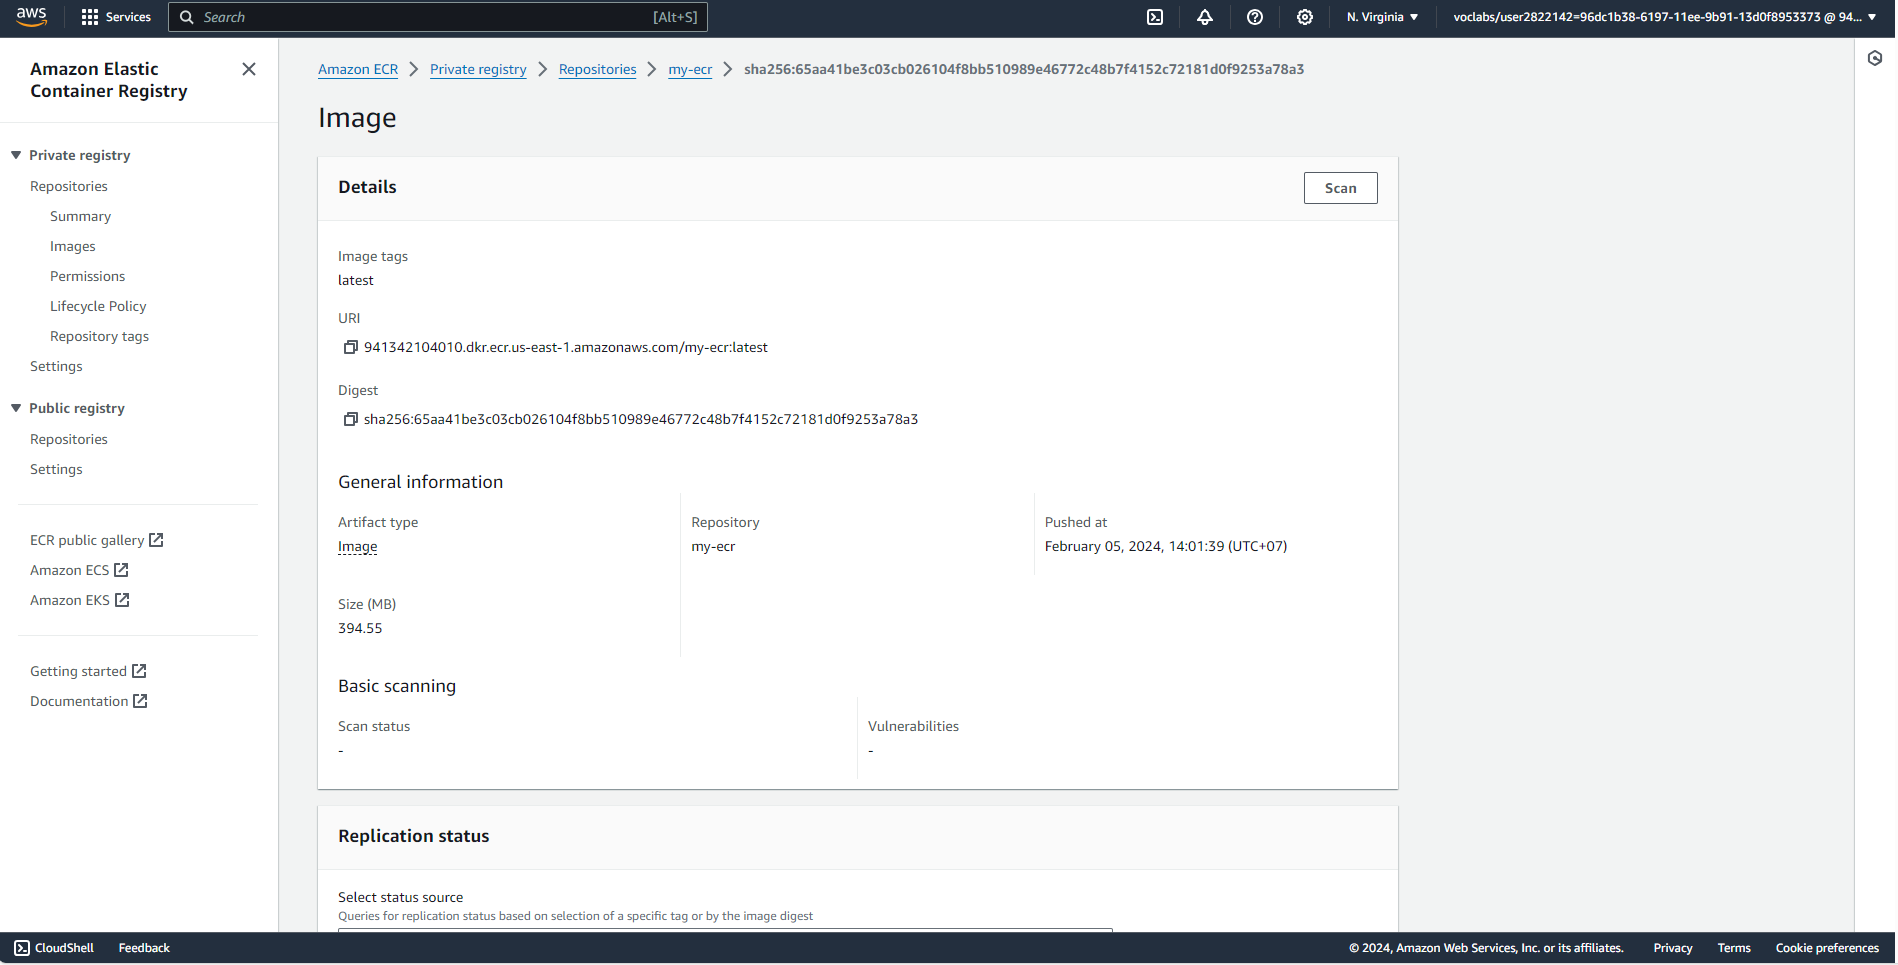 aws
Services
Search
[Alt+S]
N. Virginia
voclabs/user2822142=96dc1b38-6197-11ee-9b91-13d0f8953373 @ 94...
Amazon Elastic
Container Registry
Private registry
Repositories
Summary
Images
Permissions
Lifecycle Policy
Repository tags
Settings
Public registry
Repositories
Settings
ECR public gallery
Amazon ECS
Amazon EKS
Getting started
Documentation
Amazon ECR
Private registry
Repositories
my-ecr
sha256:65aa41be3c03cb026104f8bb510989e46772c48b7f4152c72181d0f9253a78a3
Image
Details
Scan
Image tags
latest
URI
941342104010.dkr.ecr.us-east-1.amazonaws.com/my-ecr:latest
Digest
sha256:65aa41be3c03cb026104f8bb510989e46772c48b7f4152c72181d0f9253a78a3
General information
Artifact type
Image
Repository
my-ecr
Pushed at
February 05, 2024, 14:01:39 (UTC+07)
Size (MB)
394.55
Basic scanning
Scan status
-
Vulnerabilities
-
Replication status
Select status source
Queries for replication status based on selection of a specific tag or by the image digest
CloudShell
Feedback
© 2024, Amazon Web Services, Inc. or its affiliates.
Privacy
Terms
Cookie preferences